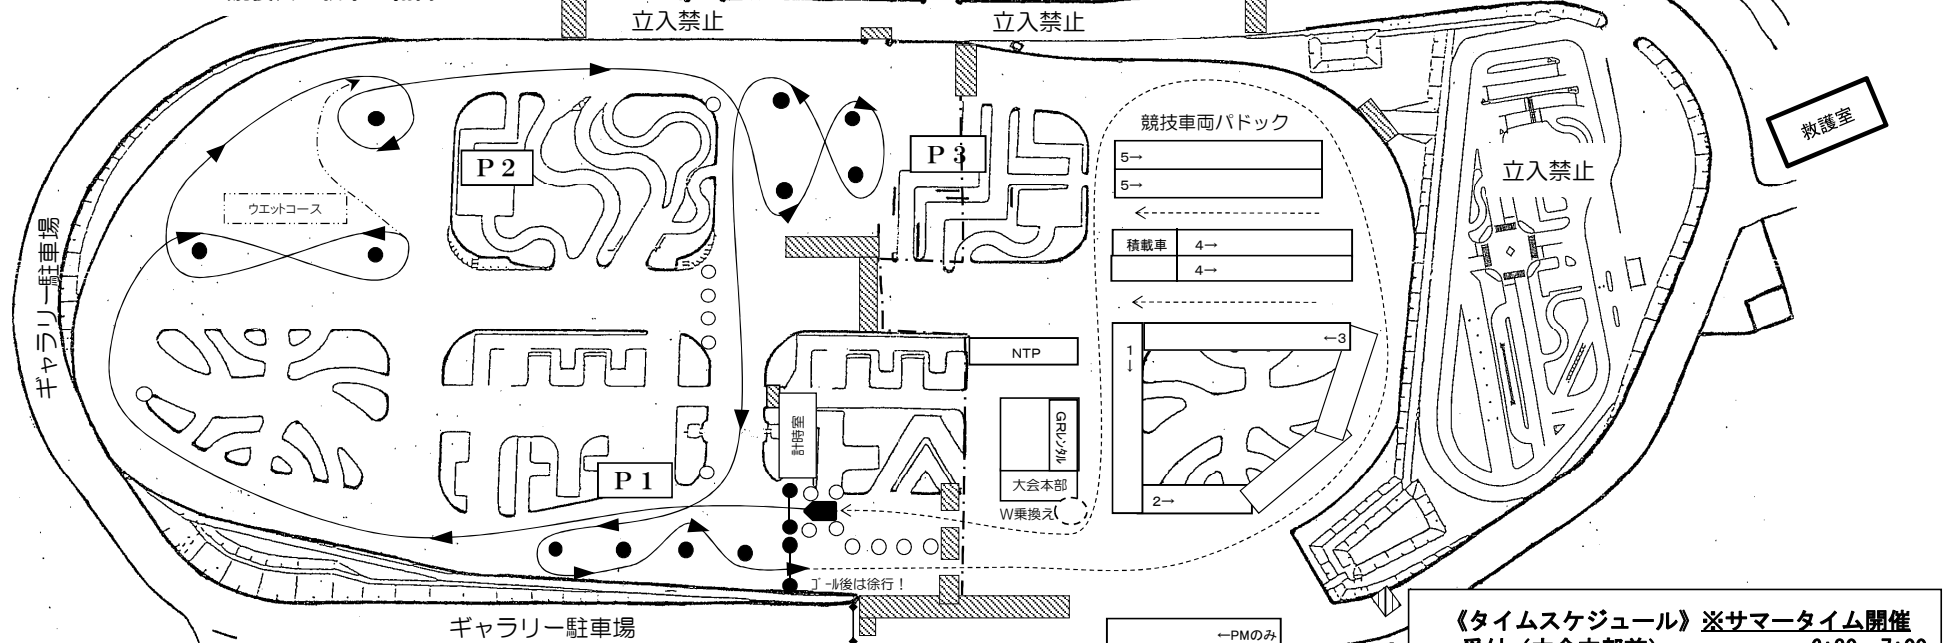 立入禁止
立入禁止
競技車両パドック
救護室
P 2
P 3
5→
5→
立入禁止
ウエットコース
ギャラリー駐車場
積載車
4→
4→
←3
1→
NTP
計時室
GRレンタル
P 1
大会本部
W乗換え
2→
ｺﾞｰﾙ後は徐行！
ギャラリー駐車場
←PMのみ
《タイムスケジュール》※サマータイム開催